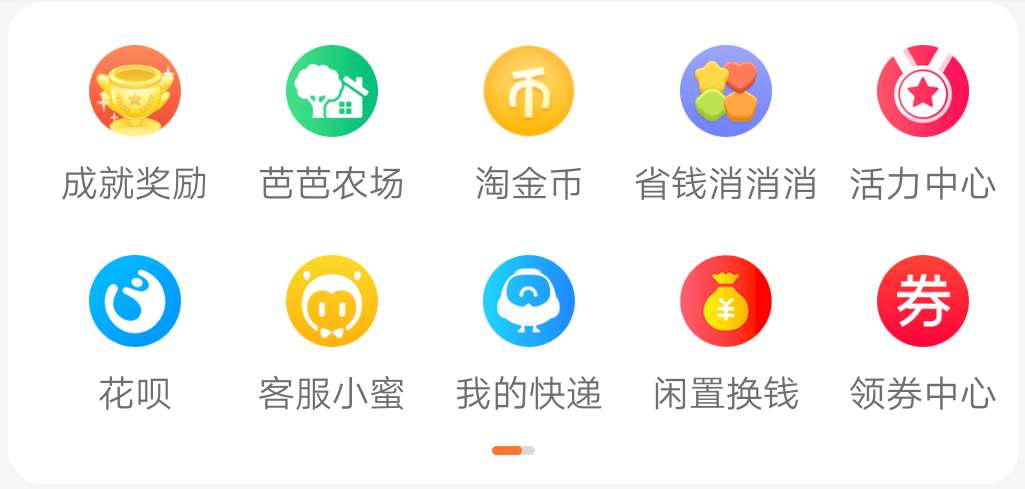 币
成就奖励 芭芭农场 淘金币 省钱消消消 活力中心
¥ 券
花呗 客服小蜜 我的快递 闲置换钱 领券中心